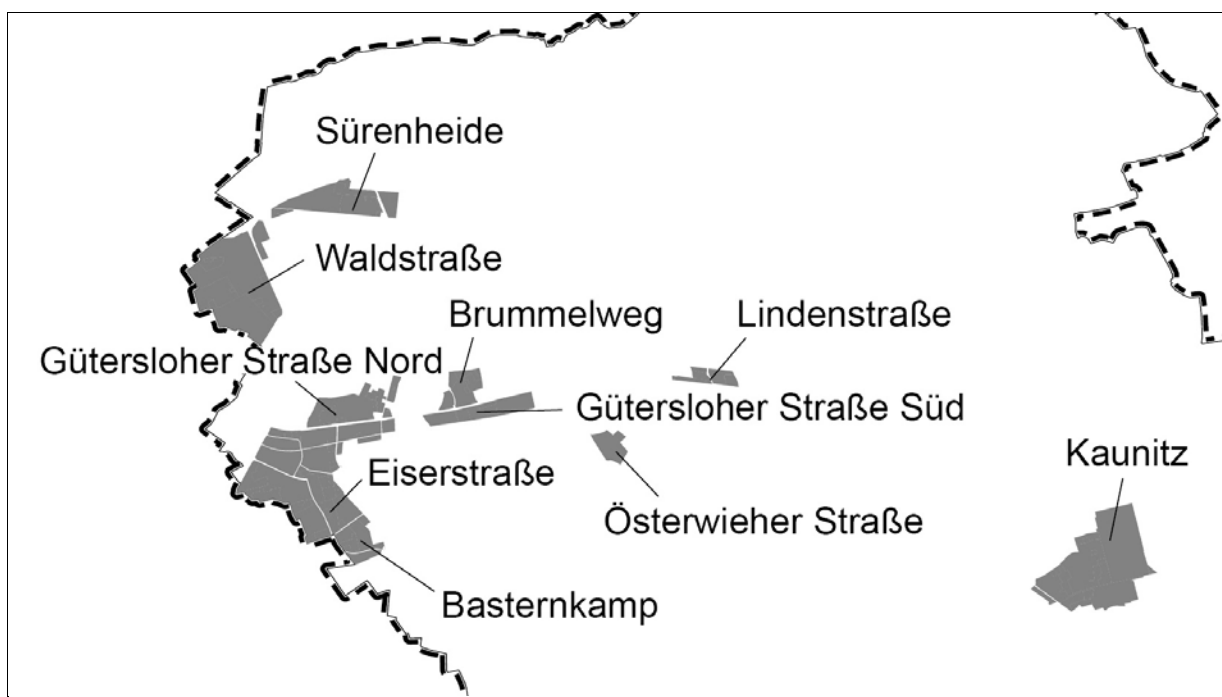 Sürenheide
Waldstraße
Brummelweg
Lindenstraße
Gütersloher Straße Nord
Gütersloher Straße Süd
Kaunitz
Eiserstraße
Österwieher Straße
Basternkamp